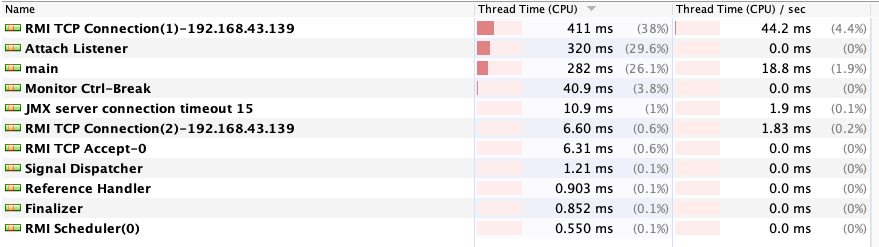 Name Thread Time (CPU) Thread Time (CPU) / sec
RMI TCP Connection(1)-192.168.43.139 411 ms (38%) 44.2 ms (4.4%)
Attach Listener 320 ms (29.6%) 0.0 ms (0%)
main 282 ms (26.1%) 18.8 ms (1.9%)
Monitor Ctrl-Break 40.9 ms (3.8%) 0.0 ms (0%)
JMX server connection timeout 15 10.9 ms (1%) 1.9 ms (0.1%)
RMI TCP Connection(2)-192.168.43.139 6.60 ms (0.6%) 1.83 ms (0.2%)
RMI TCP Accept-0 6.31 ms (0.6%) 0.0 ms (0%)
Signal Dispatcher 1.21 ms (0.1%) 0.0 ms (0%)
Reference Handler 0.903 ms (0.1%) 0.0 ms (0%)
Finalizer 0.852 ms (0.1%) 0.0 ms (0%)
RMI Scheduler(0) 0.550 ms (0.1%) 0.0 ms (0%)